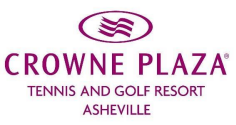 CROWNE PLAZA®
TENNIS AND GOLF RESORT
ASHEVILLE